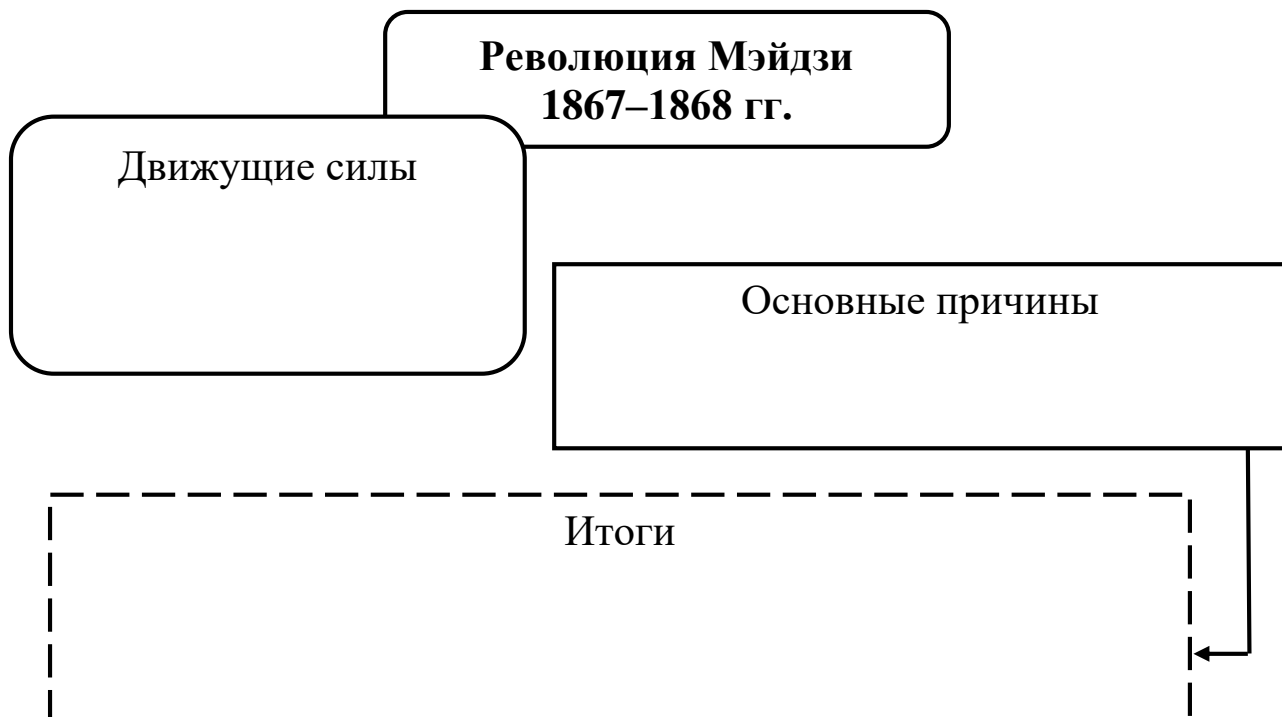 Революция Мэйдзи
1867–1868 гг.
Движущие силы
Основные причины
Итоги